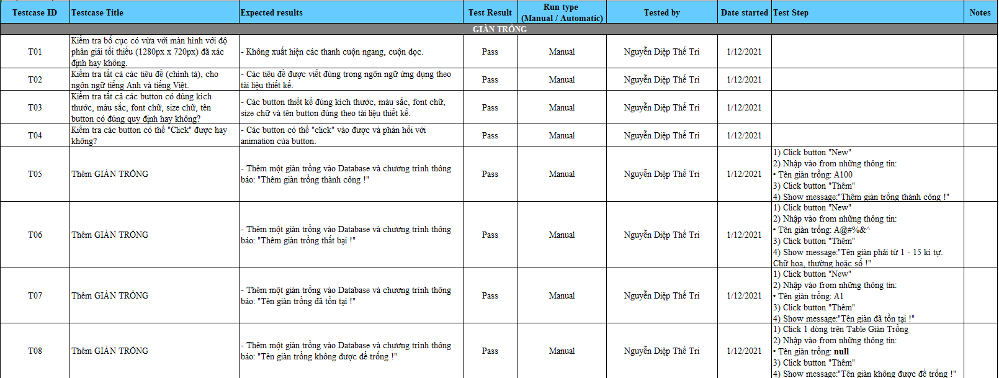 Testcase ID Testcase Title Expected results Test Result Run type (Manual / Automatic) Tested by Date started Test Step Notes
GIÀN TRỒNG
T01
Kiểm tra bố cục có vừa với màn hình với độ
phân giải tối thiểu (1280px x 720px) đã xác
định hay không.
- Không xuất hiện các thanh cuộn ngang, cuộn dọc.
Pass
Manual
Nguyễn Diệp Thế Tri
1/12/2021
T02
Kiểm tra tất cả các tiêu đề (chinh tả), cho
ngôn ngữ tiếng Anh và tiếng Việt.
- Các tiêu đề được viết đúng trong ngôn ngữ ứng dụng theo
tài liệu thiết kế.
Pass
Manual
Nguyễn Diệp Thế Tri
1/12/2021
T03
Kiểm tra tất cả các button có đúng kich
thước, màu sắc, font chữ, size chữ, tên
button có đúng quy định hay không?
- Các button thiết kế đúng kich thước, màu sắc, font chữ,
size chữ và tên button đúng theo tài liệu thiết kế.
Pass
Manual
Nguyễn Diệp Thế Tri
1/12/2021
T04
Kiểm tra các button có thể "Click" được hay
không?
- Các button có thể "click" vào được và phản hồi với
animation của button.
Pass
Manual
Nguyễn Diệp Thế Tri
1/12/2021
T05
Thêm GIÀN TRỒNG
- Thêm một giàn trồng vào Database và chương trình thông
báo: "Thêm giàn trồng thành công !"
Pass
Manual
Nguyễn Diệp Thế Tri
1/12/2021
1) Click button "New"
2) Nhập vào from những thông tin:
• Tên giàn trồng: A100
3) Click button "Thêm"
4) Show message:"Thêm giàn trồng thành công !"
T06
Thêm GIÀN TRỒNG
- Thêm một giàn trồng vào Database và chương trình thông
báo: "Thêm giàn trồng thất bại !"
Pass
Manual
Nguyễn Diệp Thế Tri
1/12/2021
1) Click button "New"
2) Nhập vào from những thông tin:
• Tên giàn trồng: A@#%&^
3) Click button "Thêm"
4) Show message:"Tên giàn phải từ 1 - 15 ki tự.
Chữ hoa, thường hoặc số !"
T07
Thêm GIÀN TRỒNG
- Thêm một giàn trồng vào Database và chương trình thông
báo: "Tên giàn trồng đã tồn tại !"
Pass
Manual
Nguyễn Diệp Thế Tri
1/12/2021
1) Click button "New"
2) Nhập vào from những thông tin:
• Tên giàn trồng: A1
3) Click button "Thêm"
4) Show message:"Tên giàn đã tồn tại !"
T08
Thêm GIÀN TRỒNG
- Thêm một giàn trồng vào Database và chương trình thông
báo: "Tên giàn trồng không được để trống !"
Pass
Manual
Nguyễn Diệp Thế Tri
1/12/2021
1) Click 1 dòng trên Table Giàn Trồng
2) Nhập vào from những thông tin:
• Tên giàn trồng: null
3) Click button "Thêm"
4) Show message:"Tên giàn không được để trống !"